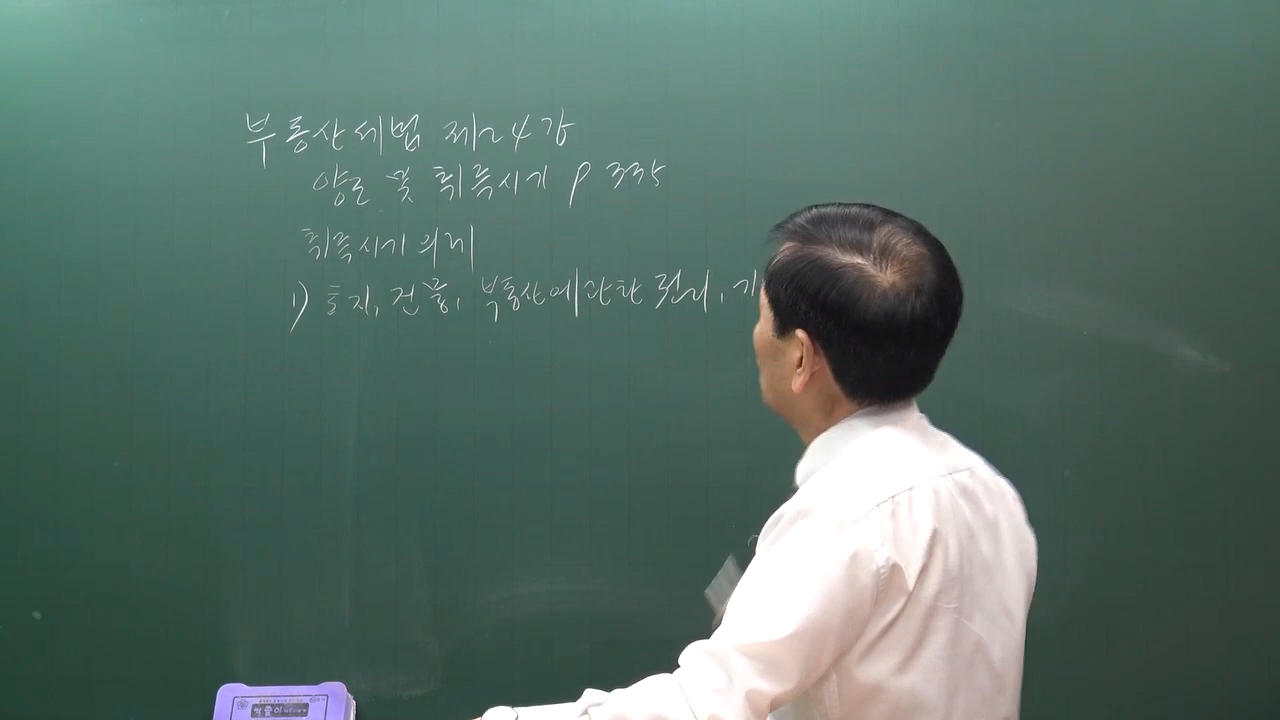 부동산세법 제24강
양도 및 취득시기 P 335
취득시기 의제
1) 토지, 건물, 부동산에 관한 권리, 기